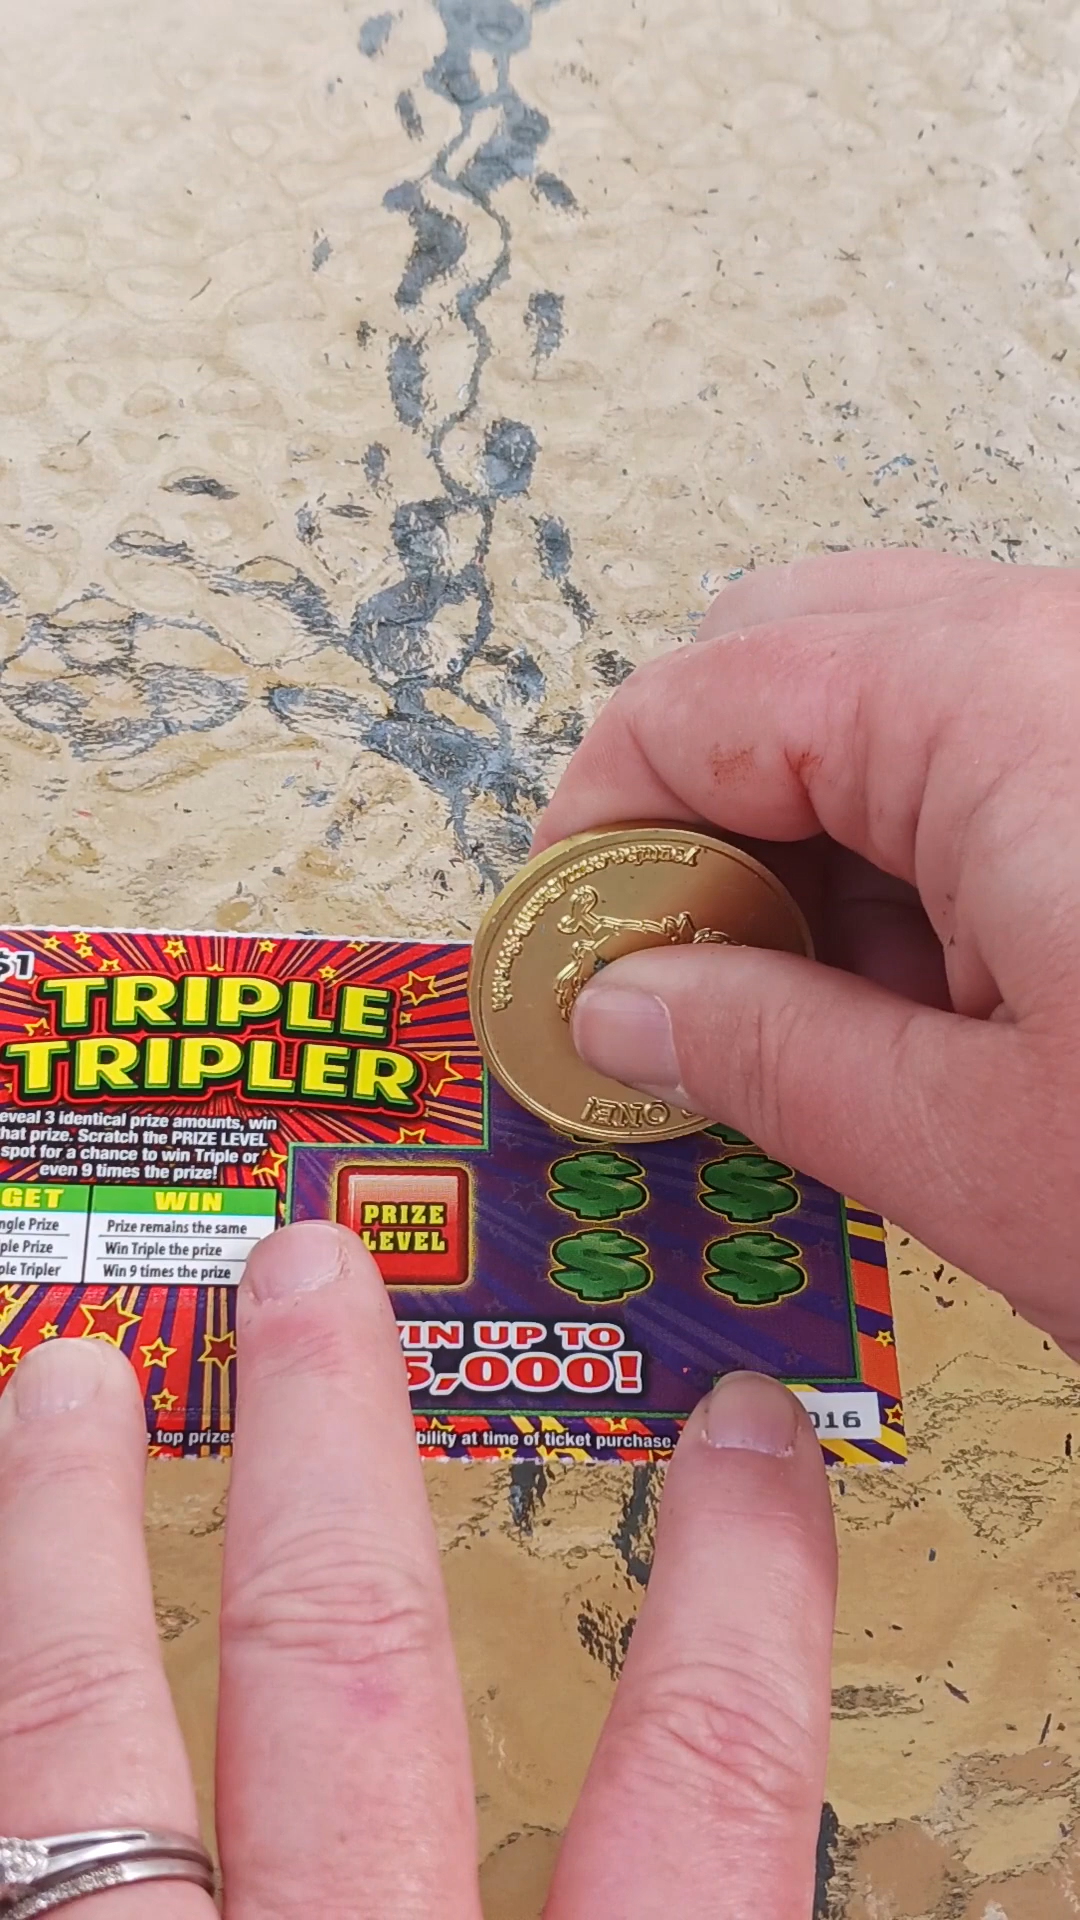 $1
TRIPLE
TRIPLER
eveal 3 identical prize amounts, win
hat prize. Scratch the PRIZE LEVEL
spot for a chance to win Triple or
even 9 times the prize!
GET WIN
ngle Prize Prize remains the same
ple Prize Win Triple the prize
ple Tripler Win 9 times the prize
PRIZE
LEVEL
IN UP TO
5,000!
016
e top prizes
bility at time of ticket purchase.
ONE!